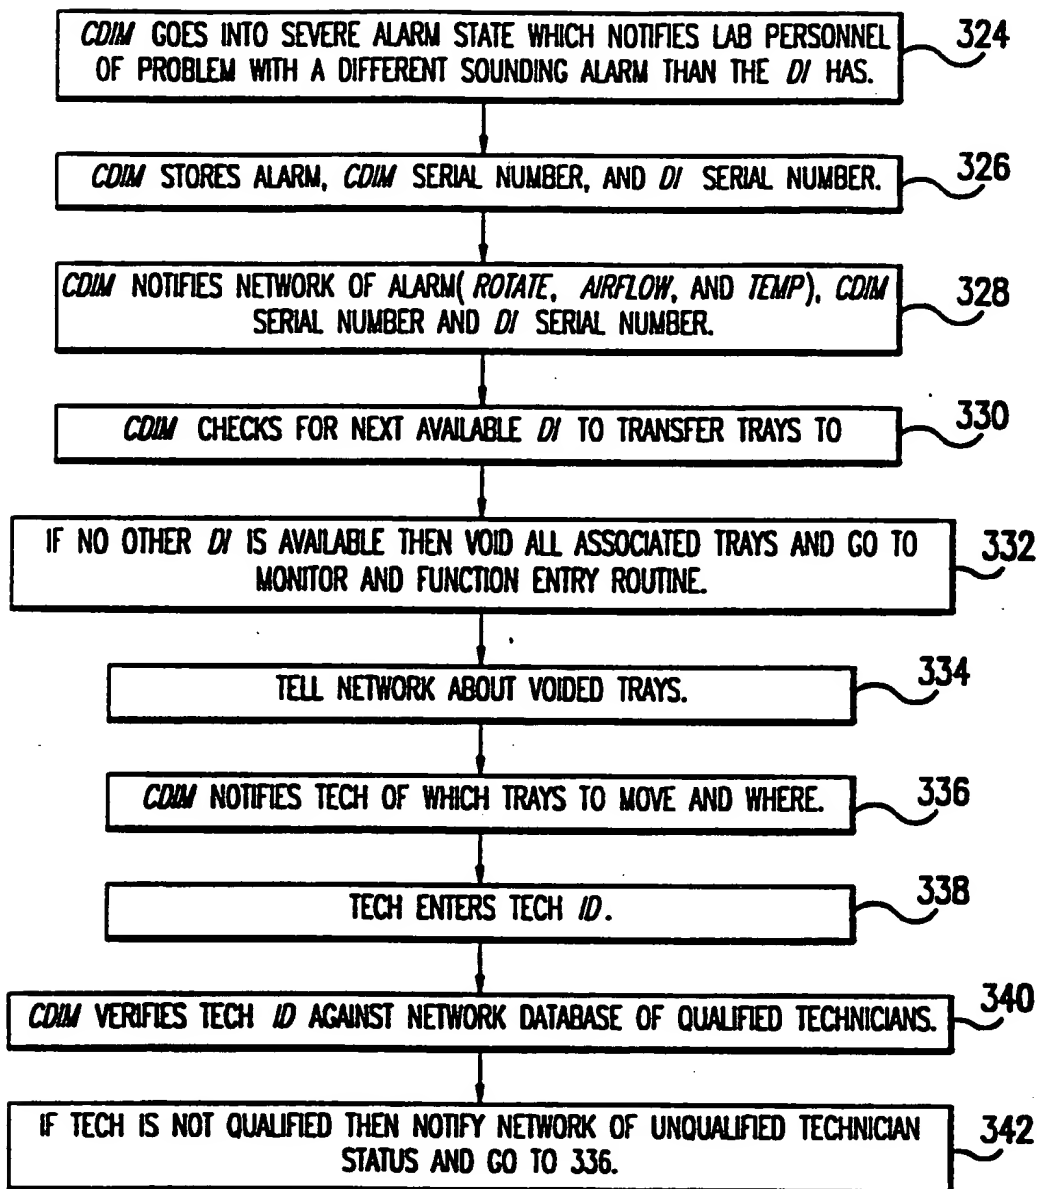 CDIM GOES INTO SEVERE ALARM STATE WHICH NOTIFIES LAB PERSONNEL
OF PROBLEM WITH A DIFFERENT SOUNDING ALARM THAN THE DI HAS.
324
CDIM STORES ALARM, CDIM SERIAL NUMBER, AND DI SERIAL NUMBER.
326
CDIM NOTIFIES NETWORK OF ALARM( ROTATE, AIRFLOW, AND TEMP), CDIM
SERIAL NUMBER AND DI SERIAL NUMBER.
328
CDIM CHECKS FOR NEXT AVAILABLE DI TO TRANSFER TRAYS TO
330
IF NO OTHER DI IS AVAILABLE THEN VOID ALL ASSOCIATED TRAYS AND GO TO
MONITOR AND FUNCTION ENTRY ROUTINE.
332
TELL NETWORK ABOUT VOIDED TRAYS.
334
CDIM NOTIFIES TECH OF WHICH TRAYS TO MOVE AND WHERE.
336
TECH ENTERS TECH ID.
338
CDIM VERIFIES TECH ID AGAINST NETWORK DATABASE OF QUALIFIED TECHNICIANS.
340
IF TECH IS NOT QUALIFIED THEN NOTIFY NETWORK OF UNQUALIFIED TECHNICIAN
STATUS AND GO TO 336.
342